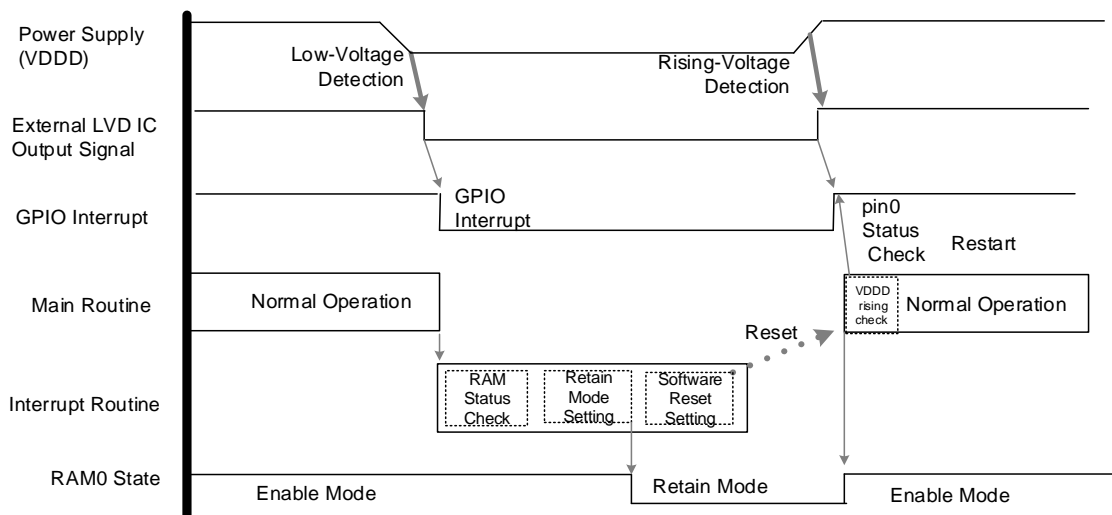 Power Supply
(VDDD)
Low-Voltage
Detection
Rising-Voltage
Detection
External LVD IC
Output Signal
GPIO Interrupt
GPIO
Interrupt
pin0
Status
Check
Restart
Main Routine
Normal Operation
VDDD
rising
check
Normal Operation
Reset
Interrupt Routine
RAM
Status
Check
Retain
Mode
Setting
Software
Reset
Setting
RAM0 State
Enable Mode
Retain Mode
Enable Mode